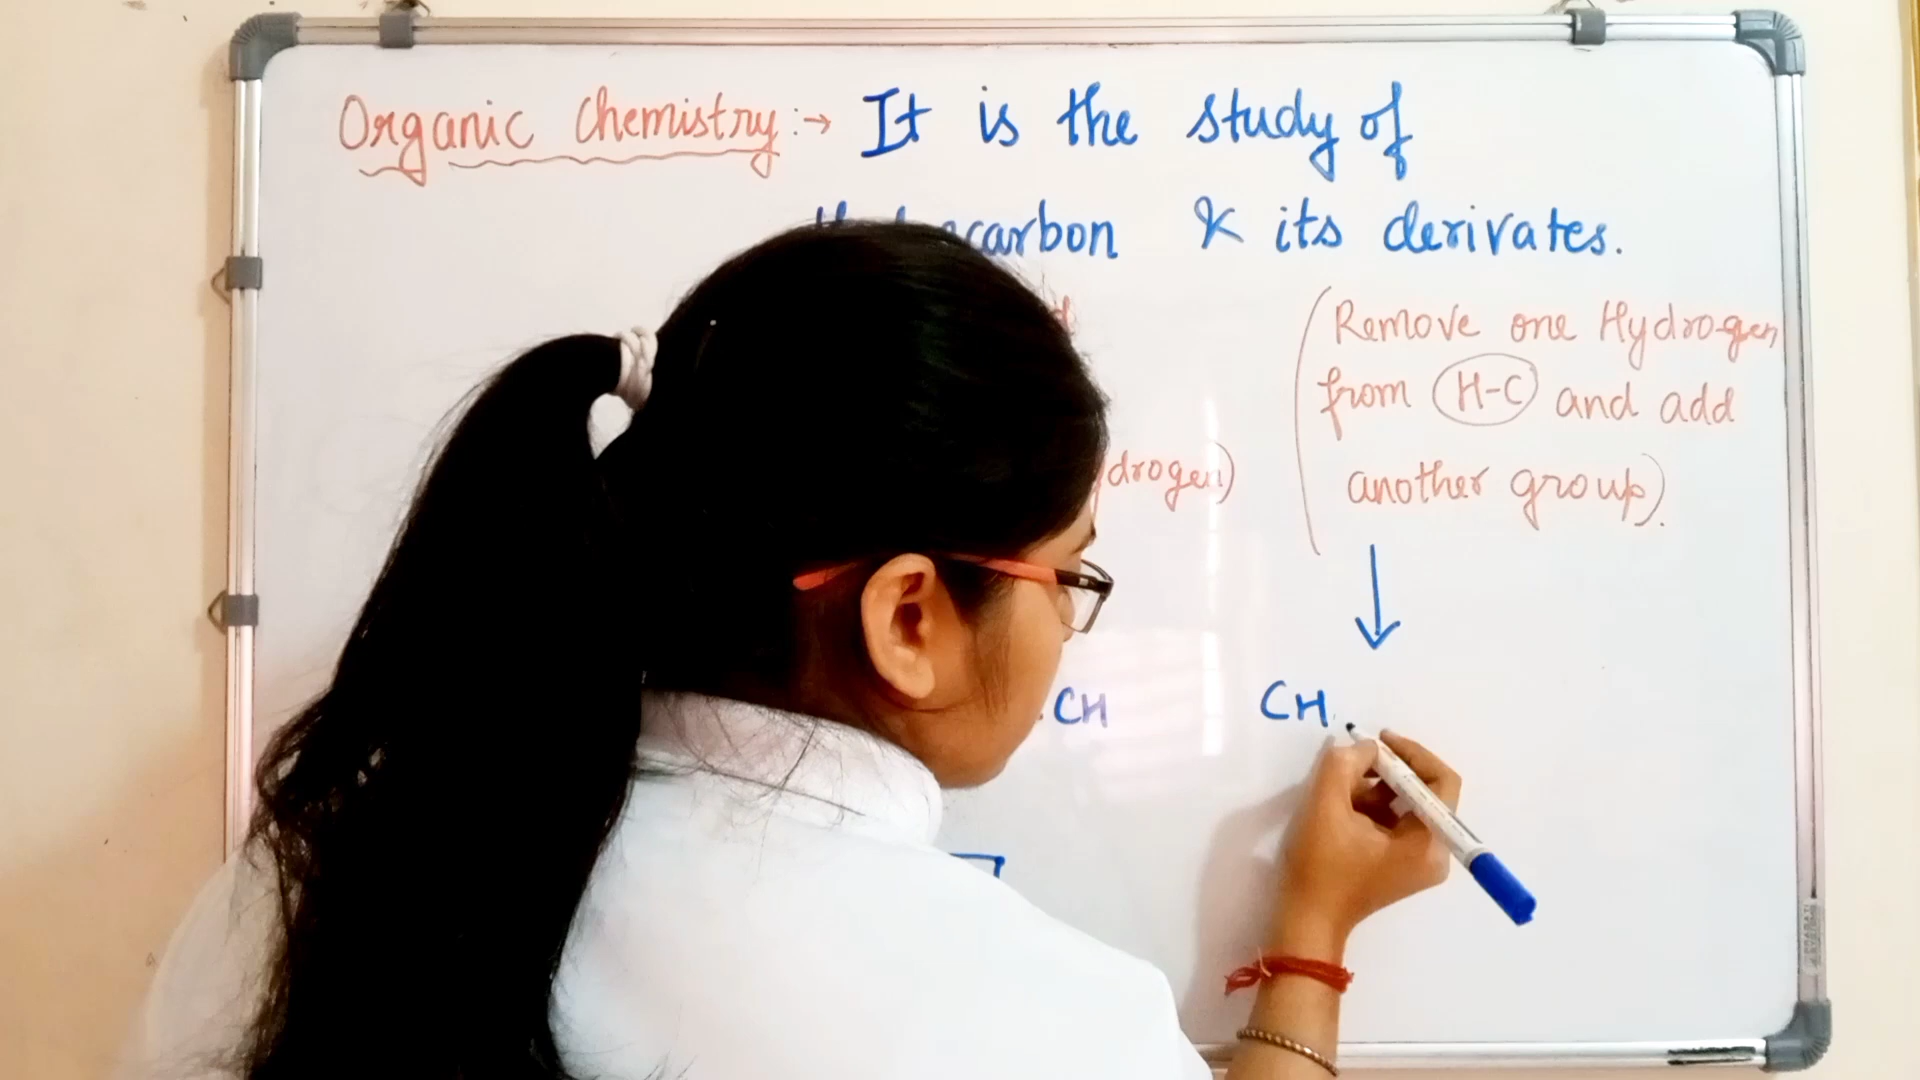 Organic Chemistry :→ It is the study of
carbon & its derivates.
(Remove one Hydrogen
from H-C and add
another group).
drogen)
CH CH